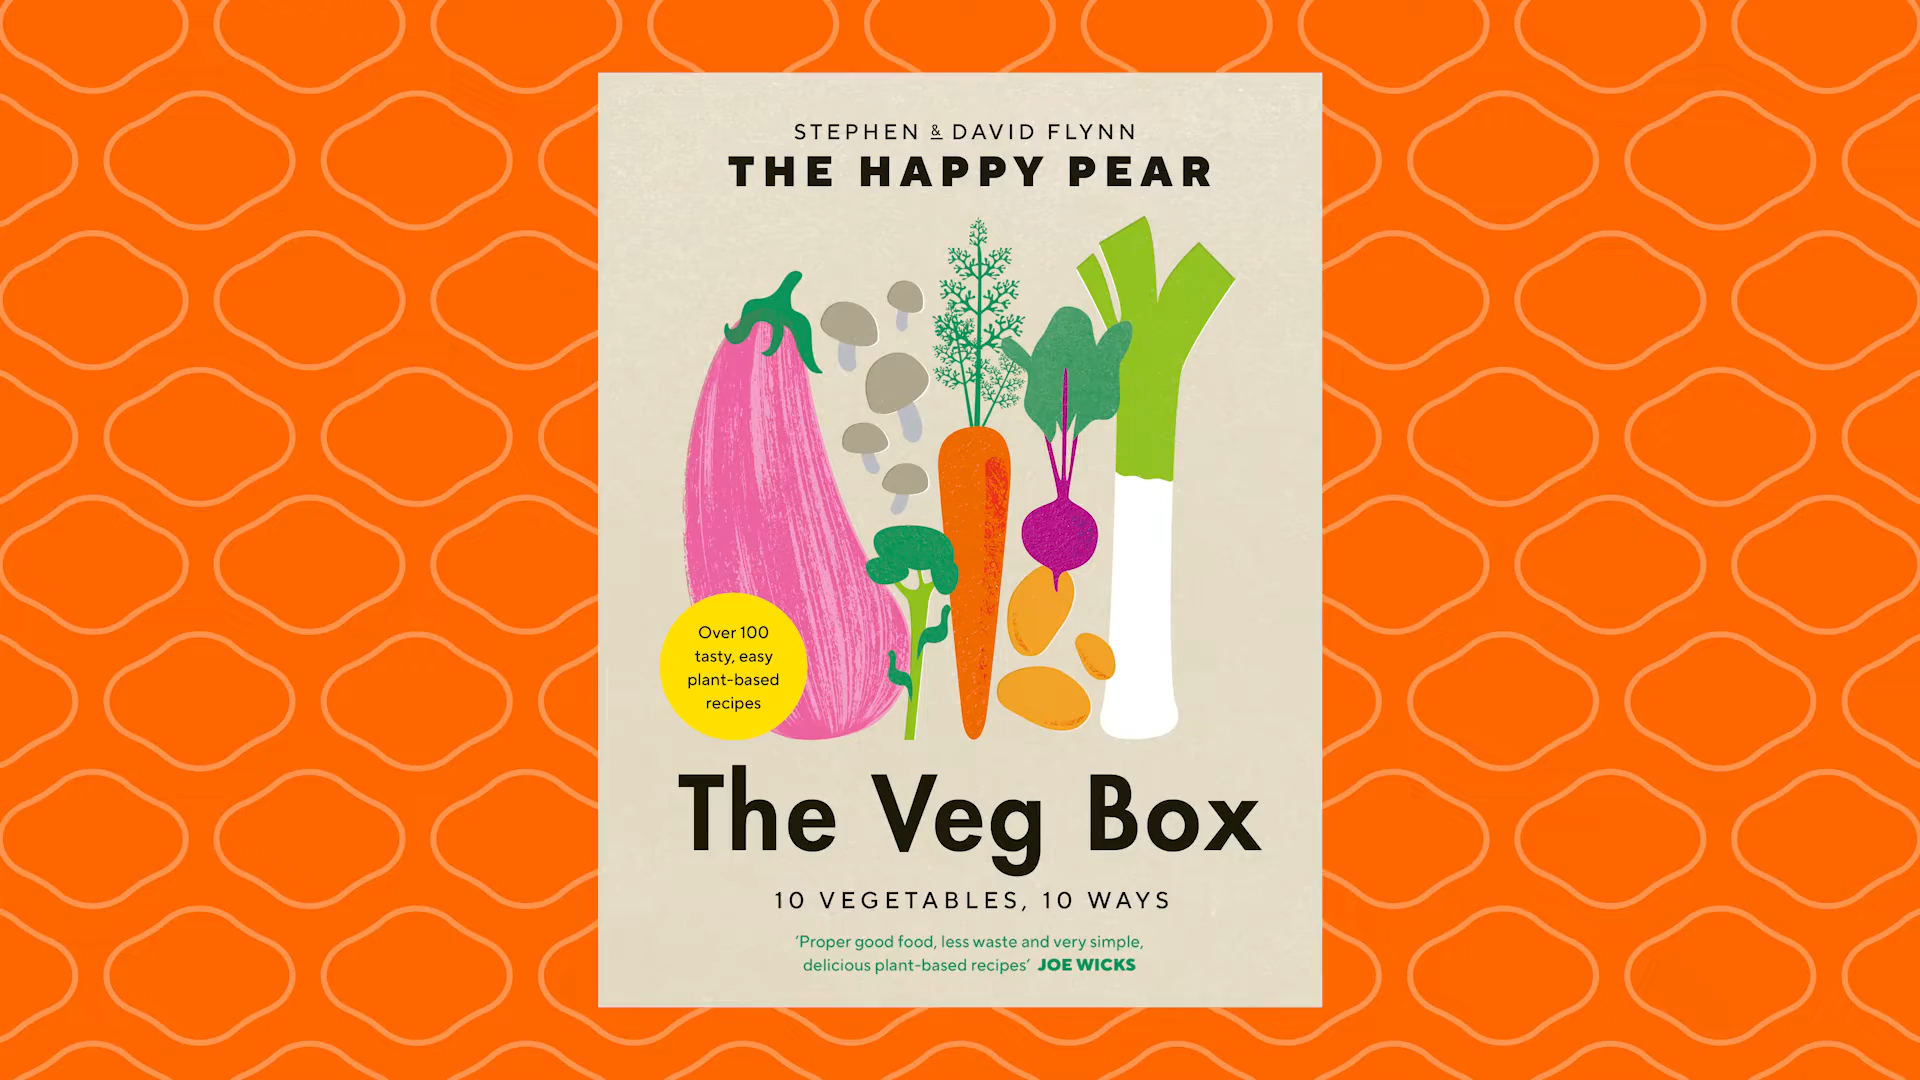 STEPHEN & DAVID FLYNN
THE HAPPY PEAR
Over 100
tasty, easy
plant-based
recipes
The Veg Box
10 VEGETABLES, 10 WAYS
‘Proper good food, less waste and very simple,
delicious plant-based recipes’ JOE WICKS